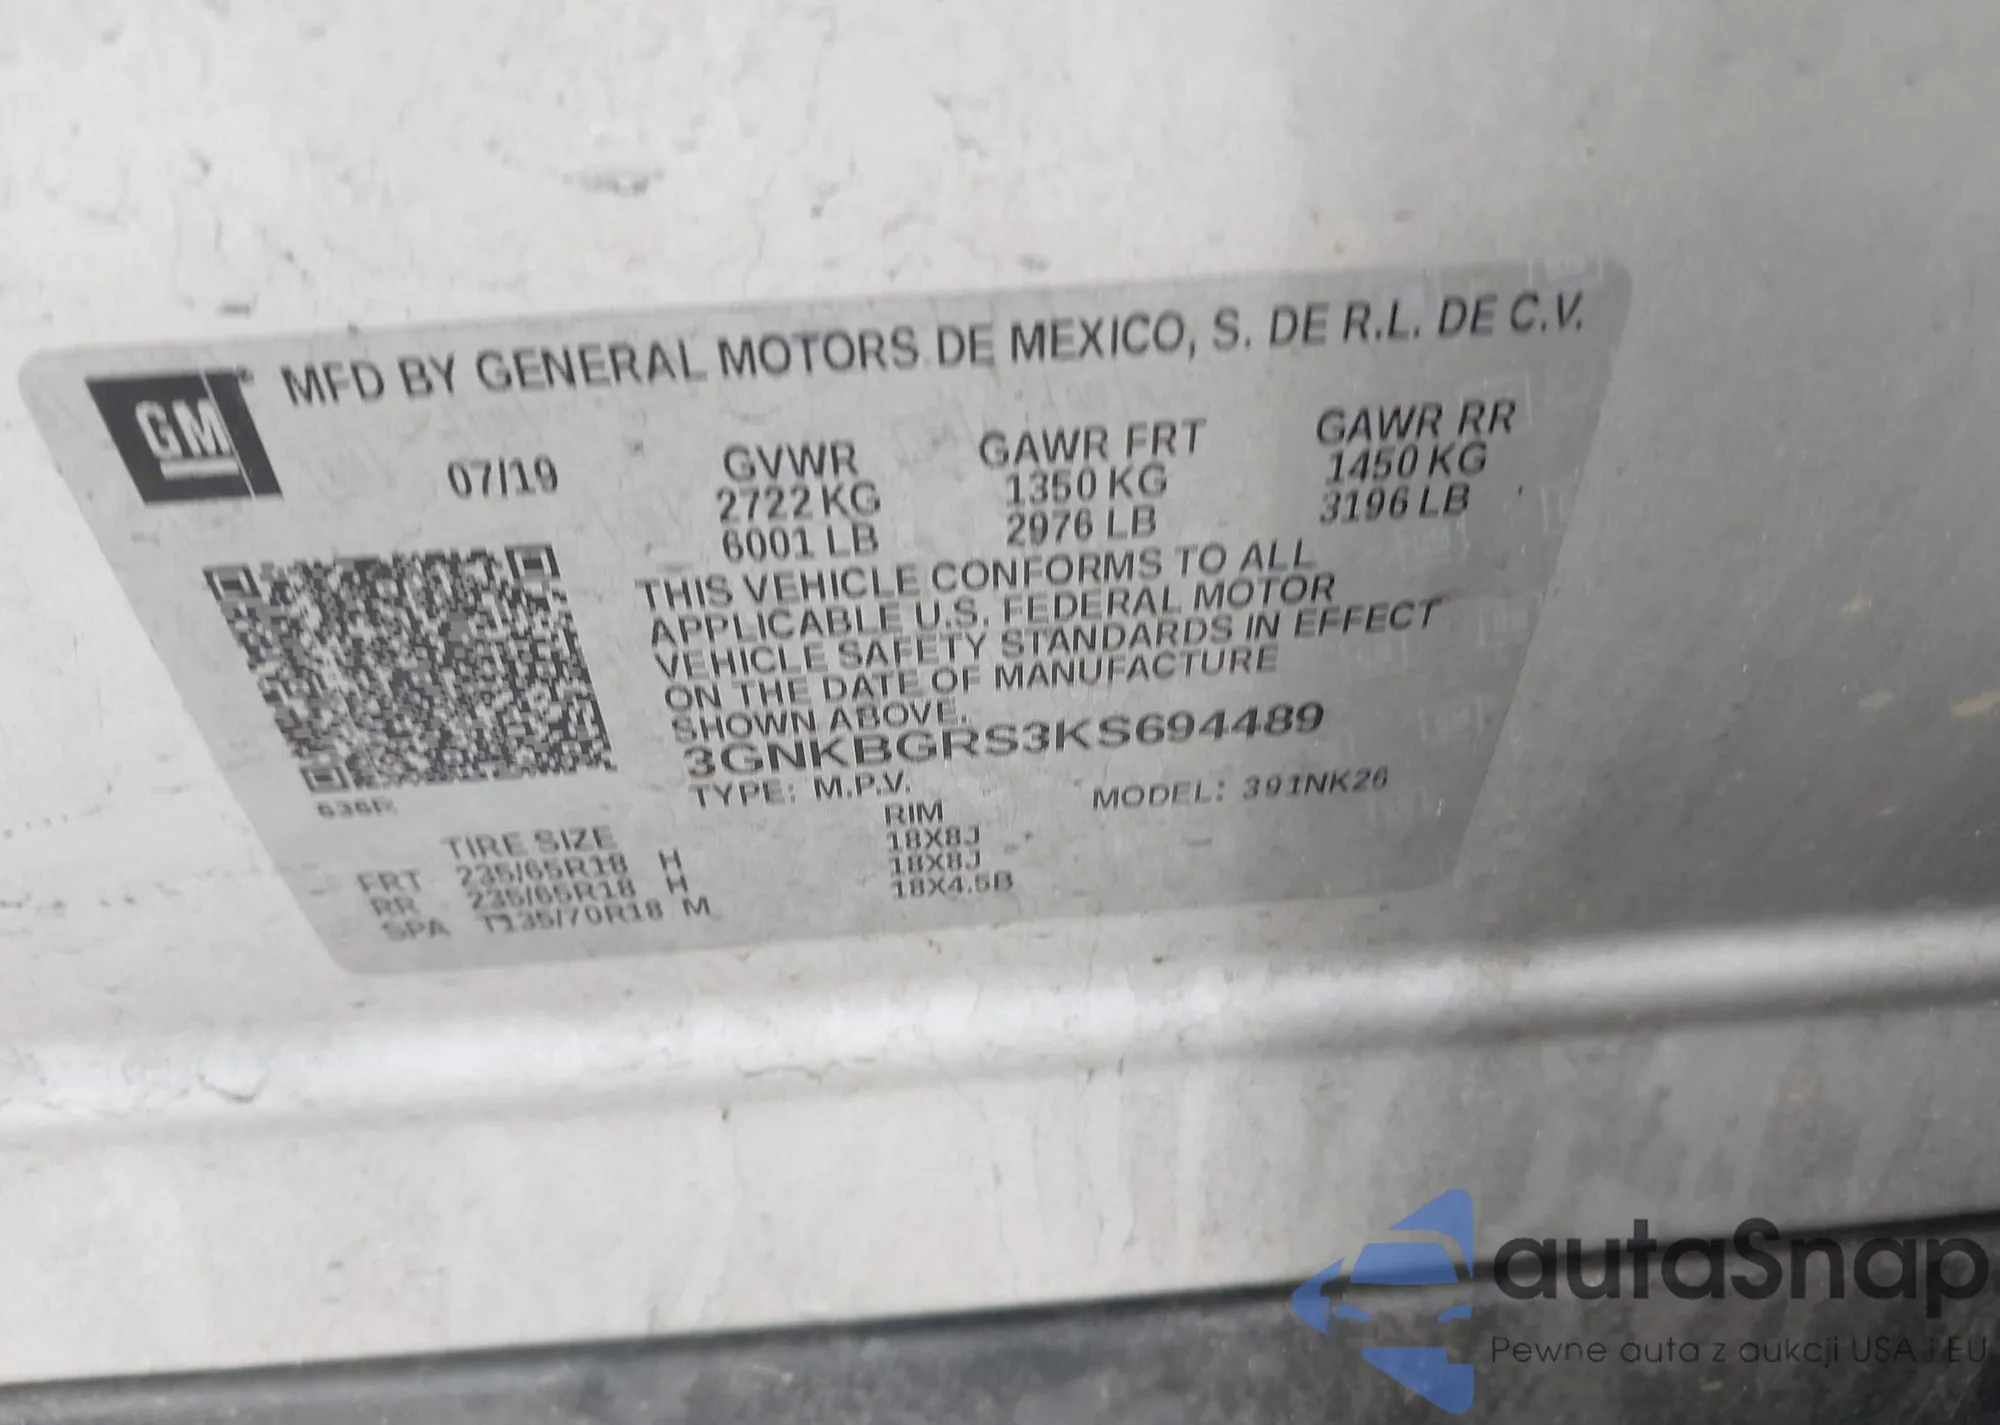 GM
MFD BY GENERAL MOTORS DE MEXICO, S. DE R.L. DE C.V.
07/19 GVWR GAWR FRT GAWR RR
2722 KG 1350 KG 1450 KG
6001 LB 2976 LB 3196 LB
THIS VEHICLE CONFORMS TO ALL
APPLICABLE U.S. FEDERAL MOTOR
VEHICLE SAFETY STANDARDS IN EFFECT
ON THE DATE OF MANUFACTURE
SHOWN ABOVE.
3GNKBGRS3KS694489
TYPE: M.P.V. MODEL: 391NK26
636R
TIRE SIZE RIM
FRT 235/65R18 H 18X8J
RR 235/65R18 H 18X8J
SPA T135/70R18 M 18X4.5B
autaSnap
Pewne auta z aukcji USA i EU